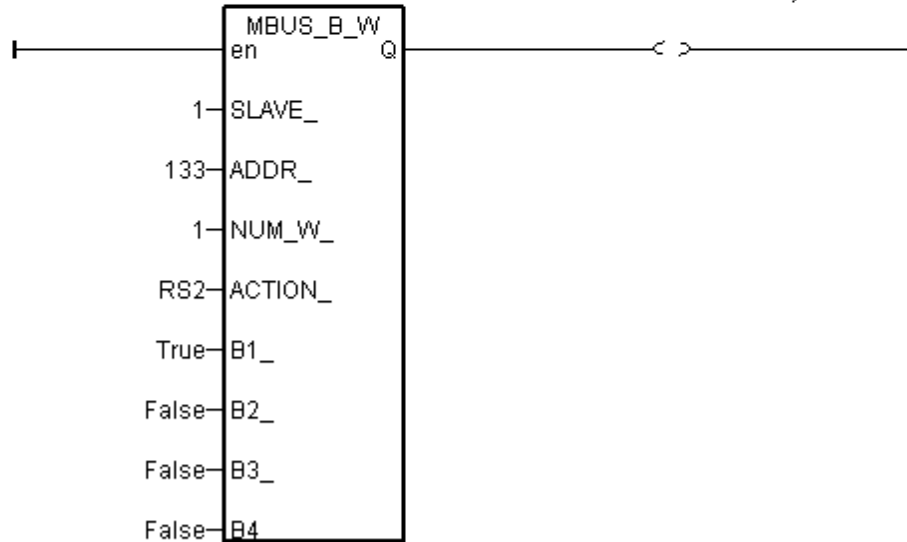 MBUS_B_W
en Q
1 SLAVE_
133 ADDR_
1 NUM_W_
RS2 ACTION_
True B1_
False B2_
False B3_
False B4